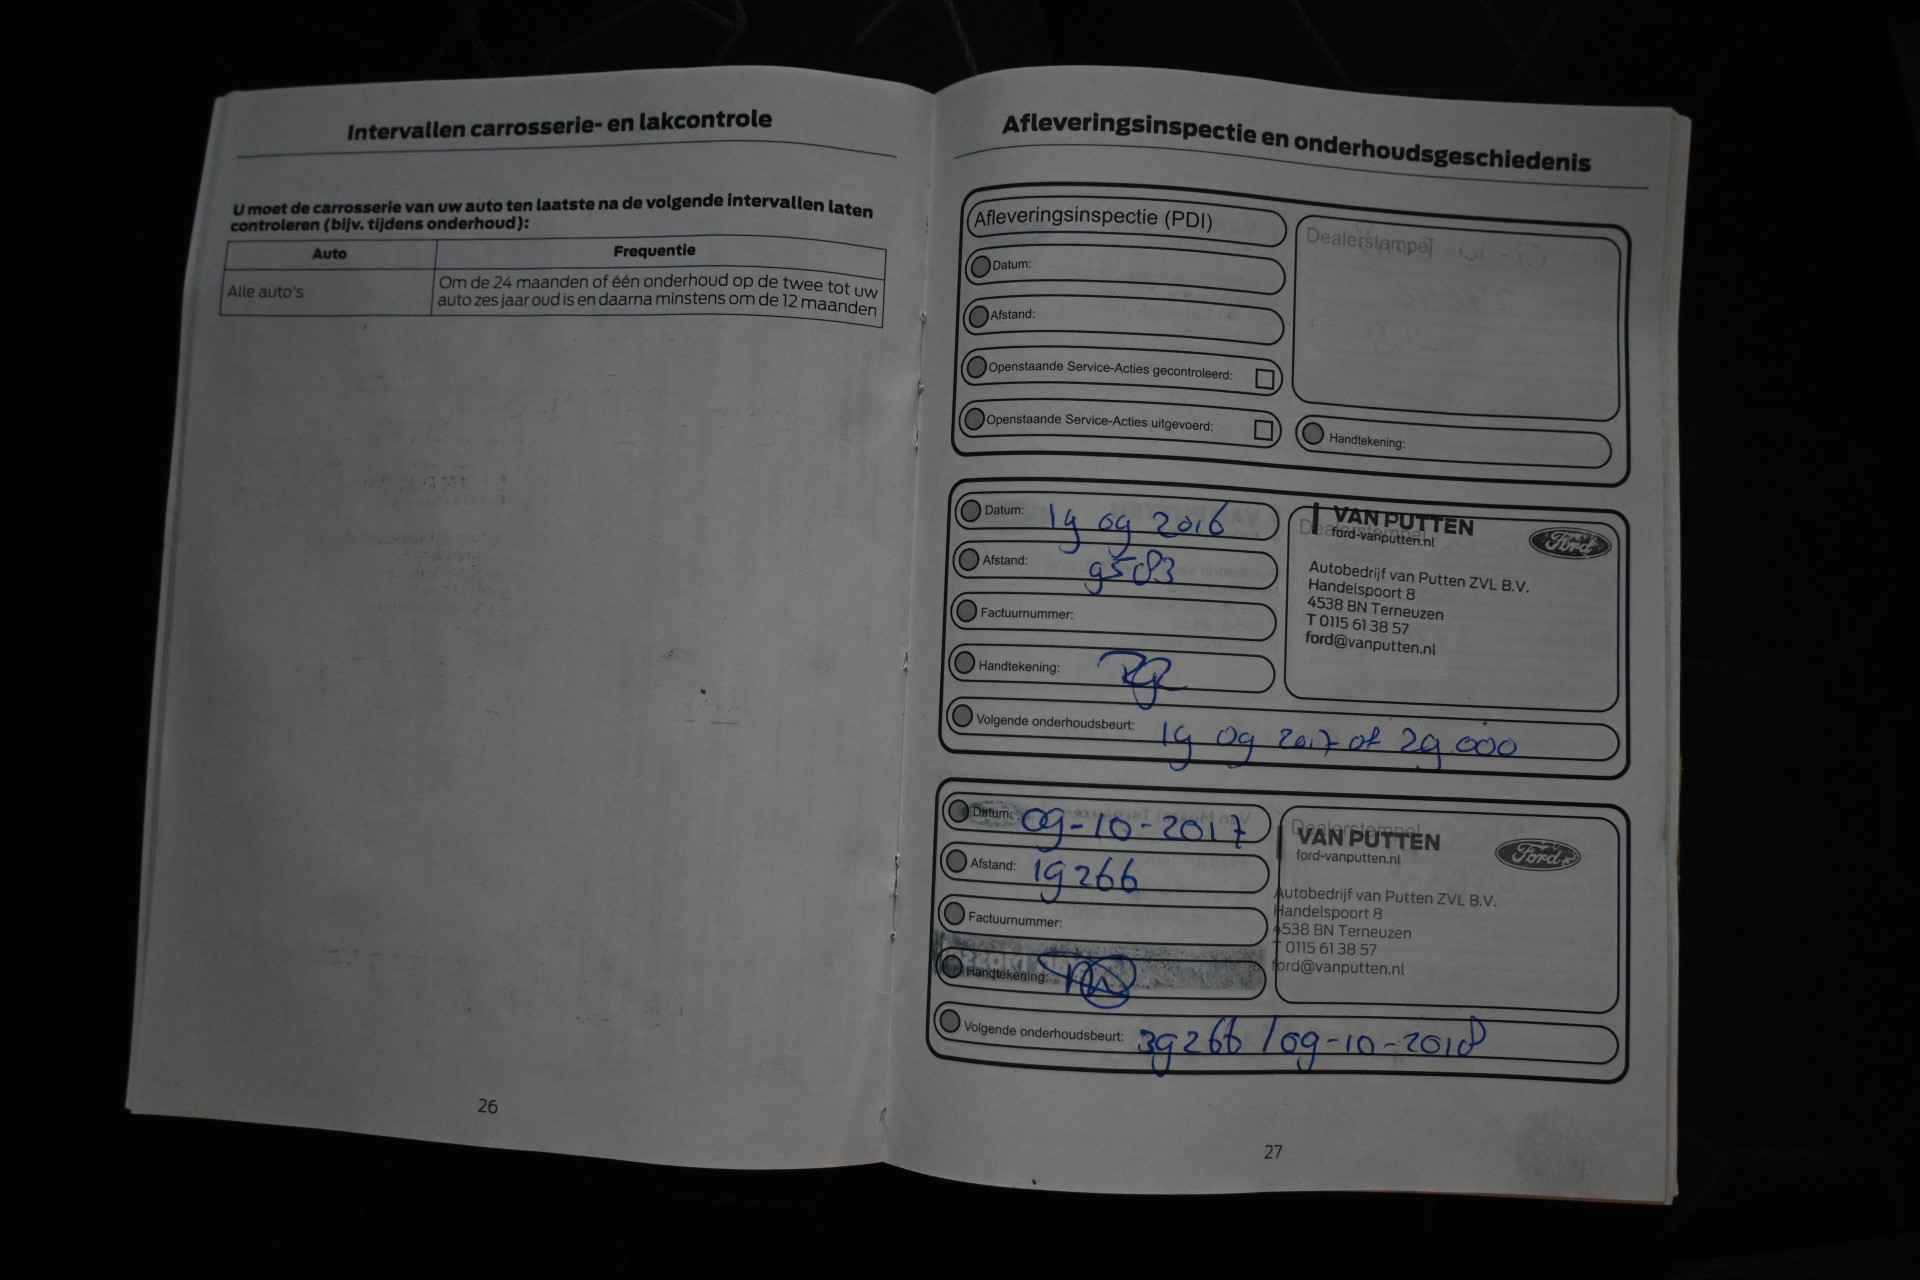 Intervallen carrosserie- en lakcontrole
U moet de carrosserie van uw auto ten laatste na de volgende intervallen laten
controleren (bijv. tijdens onderhoud):
Auto Frequentie
Alle auto's Om de 24 maanden of één onderhoud op de twee tot uw
auto zes jaar oud is en daarna minstens om de 12 maanden
26
Afleveringsinspectie en onderhoudsgeschiedenis
Afleveringsinspectie (PDI)
Datum:
Afstand:
Openstaande Service-Acties gecontroleerd:
Openstaande Service-Acties uitgevoerd:
Dealerstempel
Handtekening:
Datum: 19 09 2016
Afstand: 9583
Factuurnummer:
Handtekening:
Dealerstempel
VAN PUTTEN
ford-vanputten.nl
Ford
Autobedrijf van Putten ZVL B.V.
Handelspoort 8
4538 BN Terneuzen
T 0115 61 38 57
ford@vanputten.nl
Volgende onderhoudsbeurt: 19 09 2017 of 29.000
Datum: 09-10-2017
Afstand: 19266
Factuurnummer:
Handtekening:
Dealerstempel
VAN PUTTEN
ford-vanputten.nl
Ford
Autobedrijf van Putten ZVL B.V.
Handelspoort 8
4538 BN Terneuzen
T 0115 61 38 57
ford@vanputten.nl
Volgende onderhoudsbeurt: 39266 / 09-10-2018
27